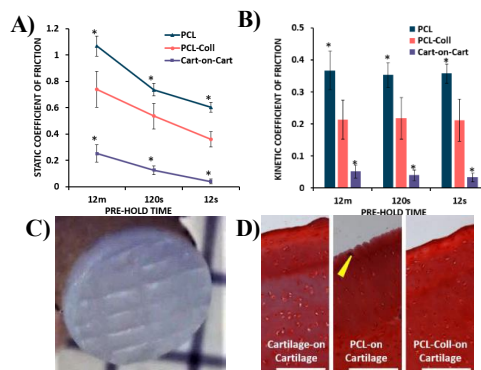 A)
STATIC COEFFICIENT OF FRICTION
1.2
1
0.8
0.6
0.4
0.2
0
PCL
PCL-Coll
Cart-on-Cart
*
*
*
*
*
*
12m
120s
12s
PRE-HOLD TIME
B)
KINETIC COEFFICIENT OF FRICTION
0.5
0.4
0.3
0.2
0.1
0
PCL
PCL-Coll
Cart-on-Cart
*
*
*
*
*
*
12m
120s
12s
PRE-HOLD TIME
C)
D)
Cartilage-on
Cartilage
PCL-on
Cartilage
PCL-Coll-on
Cartilage